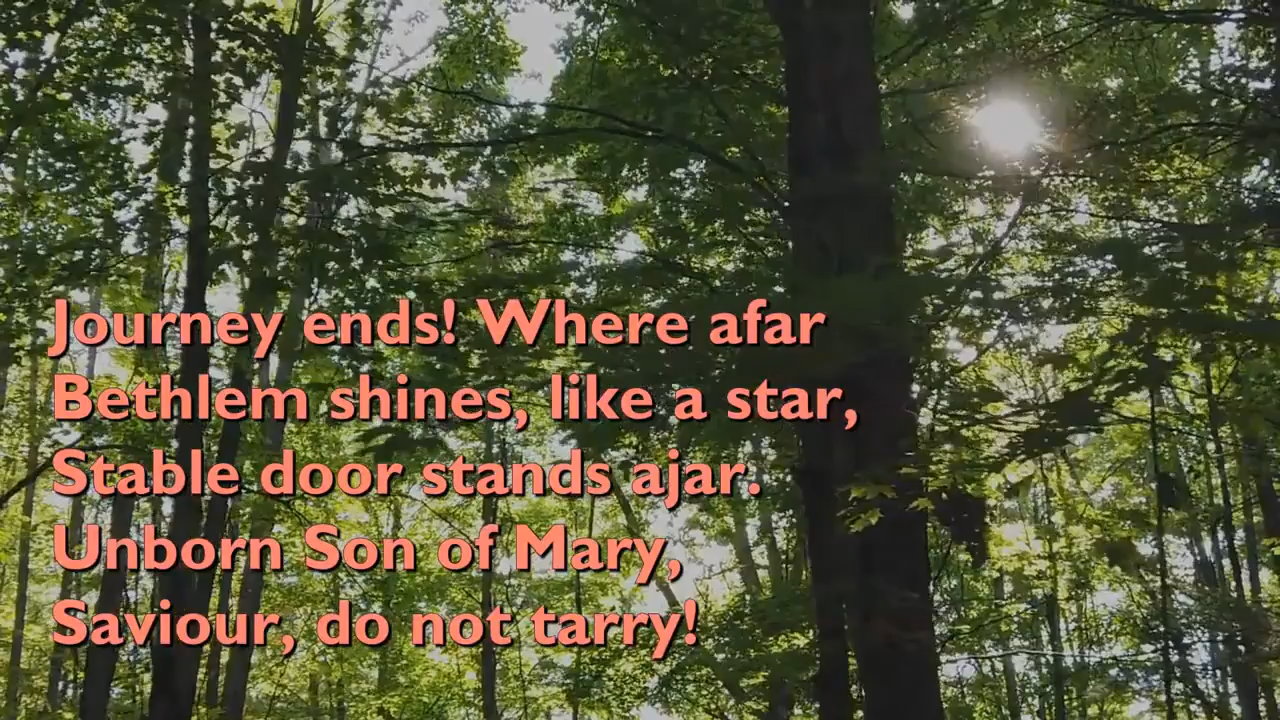 Journey ends! Where afar
Bethlem shines, like a star,
Stable door stands ajar.
Unborn Son of Mary,
Saviour, do not tarry!